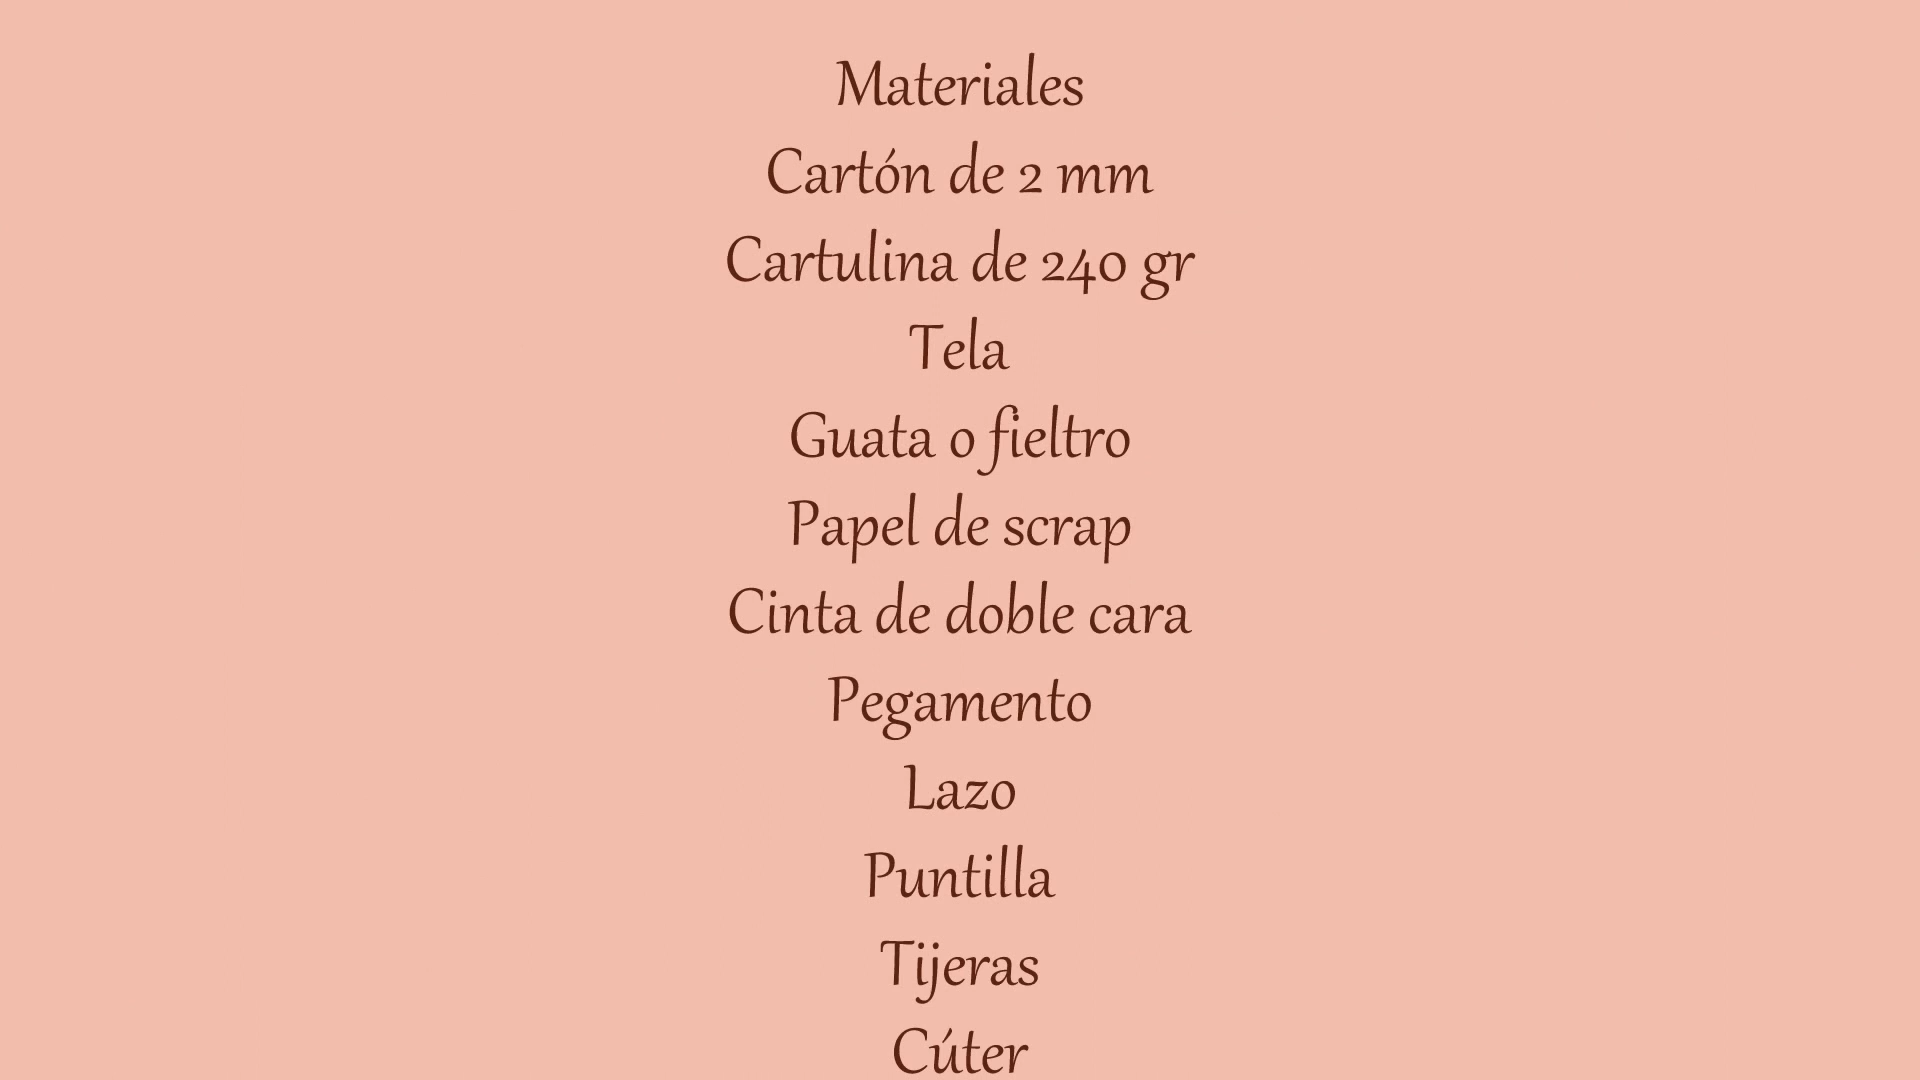 Materiales
Cartón de 2 mm
Cartulina de 240 gr
Tela
Guata o fieltro
Papel de scrap
Cinta de doble cara
Pegamento
Lazo
Puntilla
Tijeras
Cúter